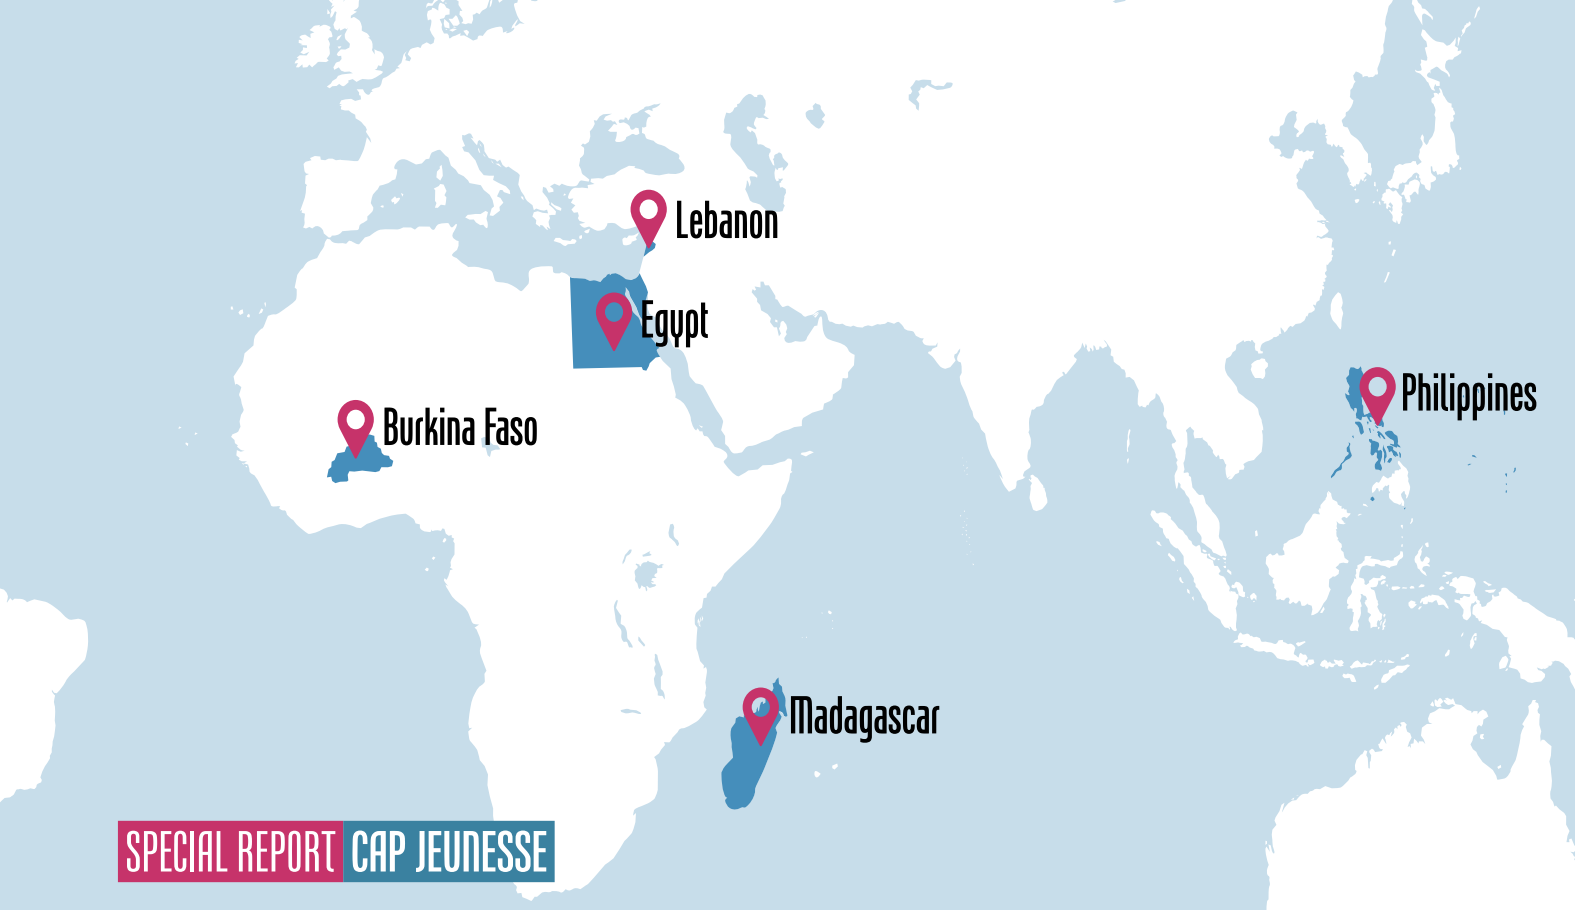 Lebanon
Egypt
Philippines
Burkina Faso
Madagascar
SPECIAL REPORT CAP JEUNESSE